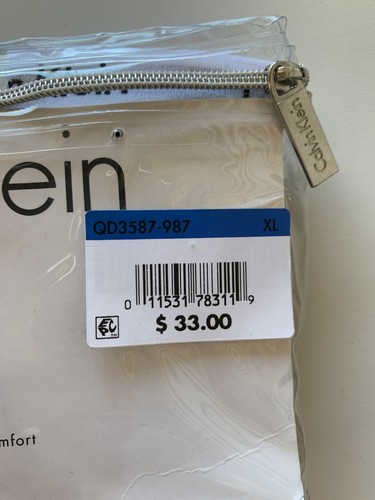 Calvin Klein
ein
QD3587-987 XL
0 11531 78311 9
$ 33.00
mfort